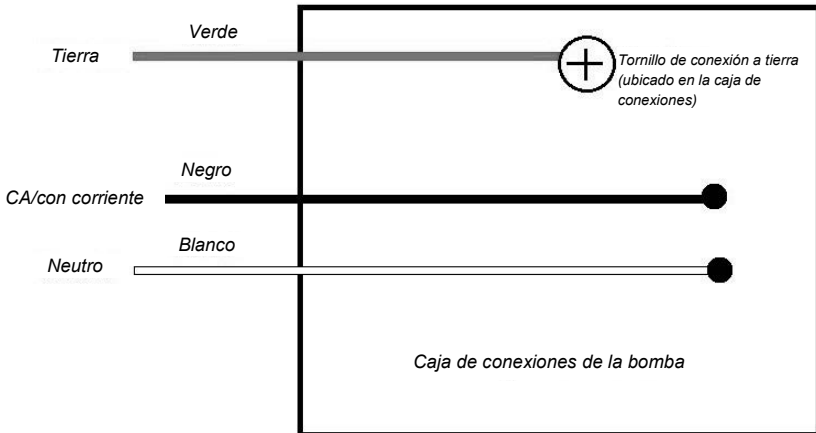 Verde
Tierra
Tornillo de conexión a tierra
(ubicado en la caja de
conexiones)
Negro
CA/con corriente
Blanco
Neutro
Caja de conexiones de la bomba